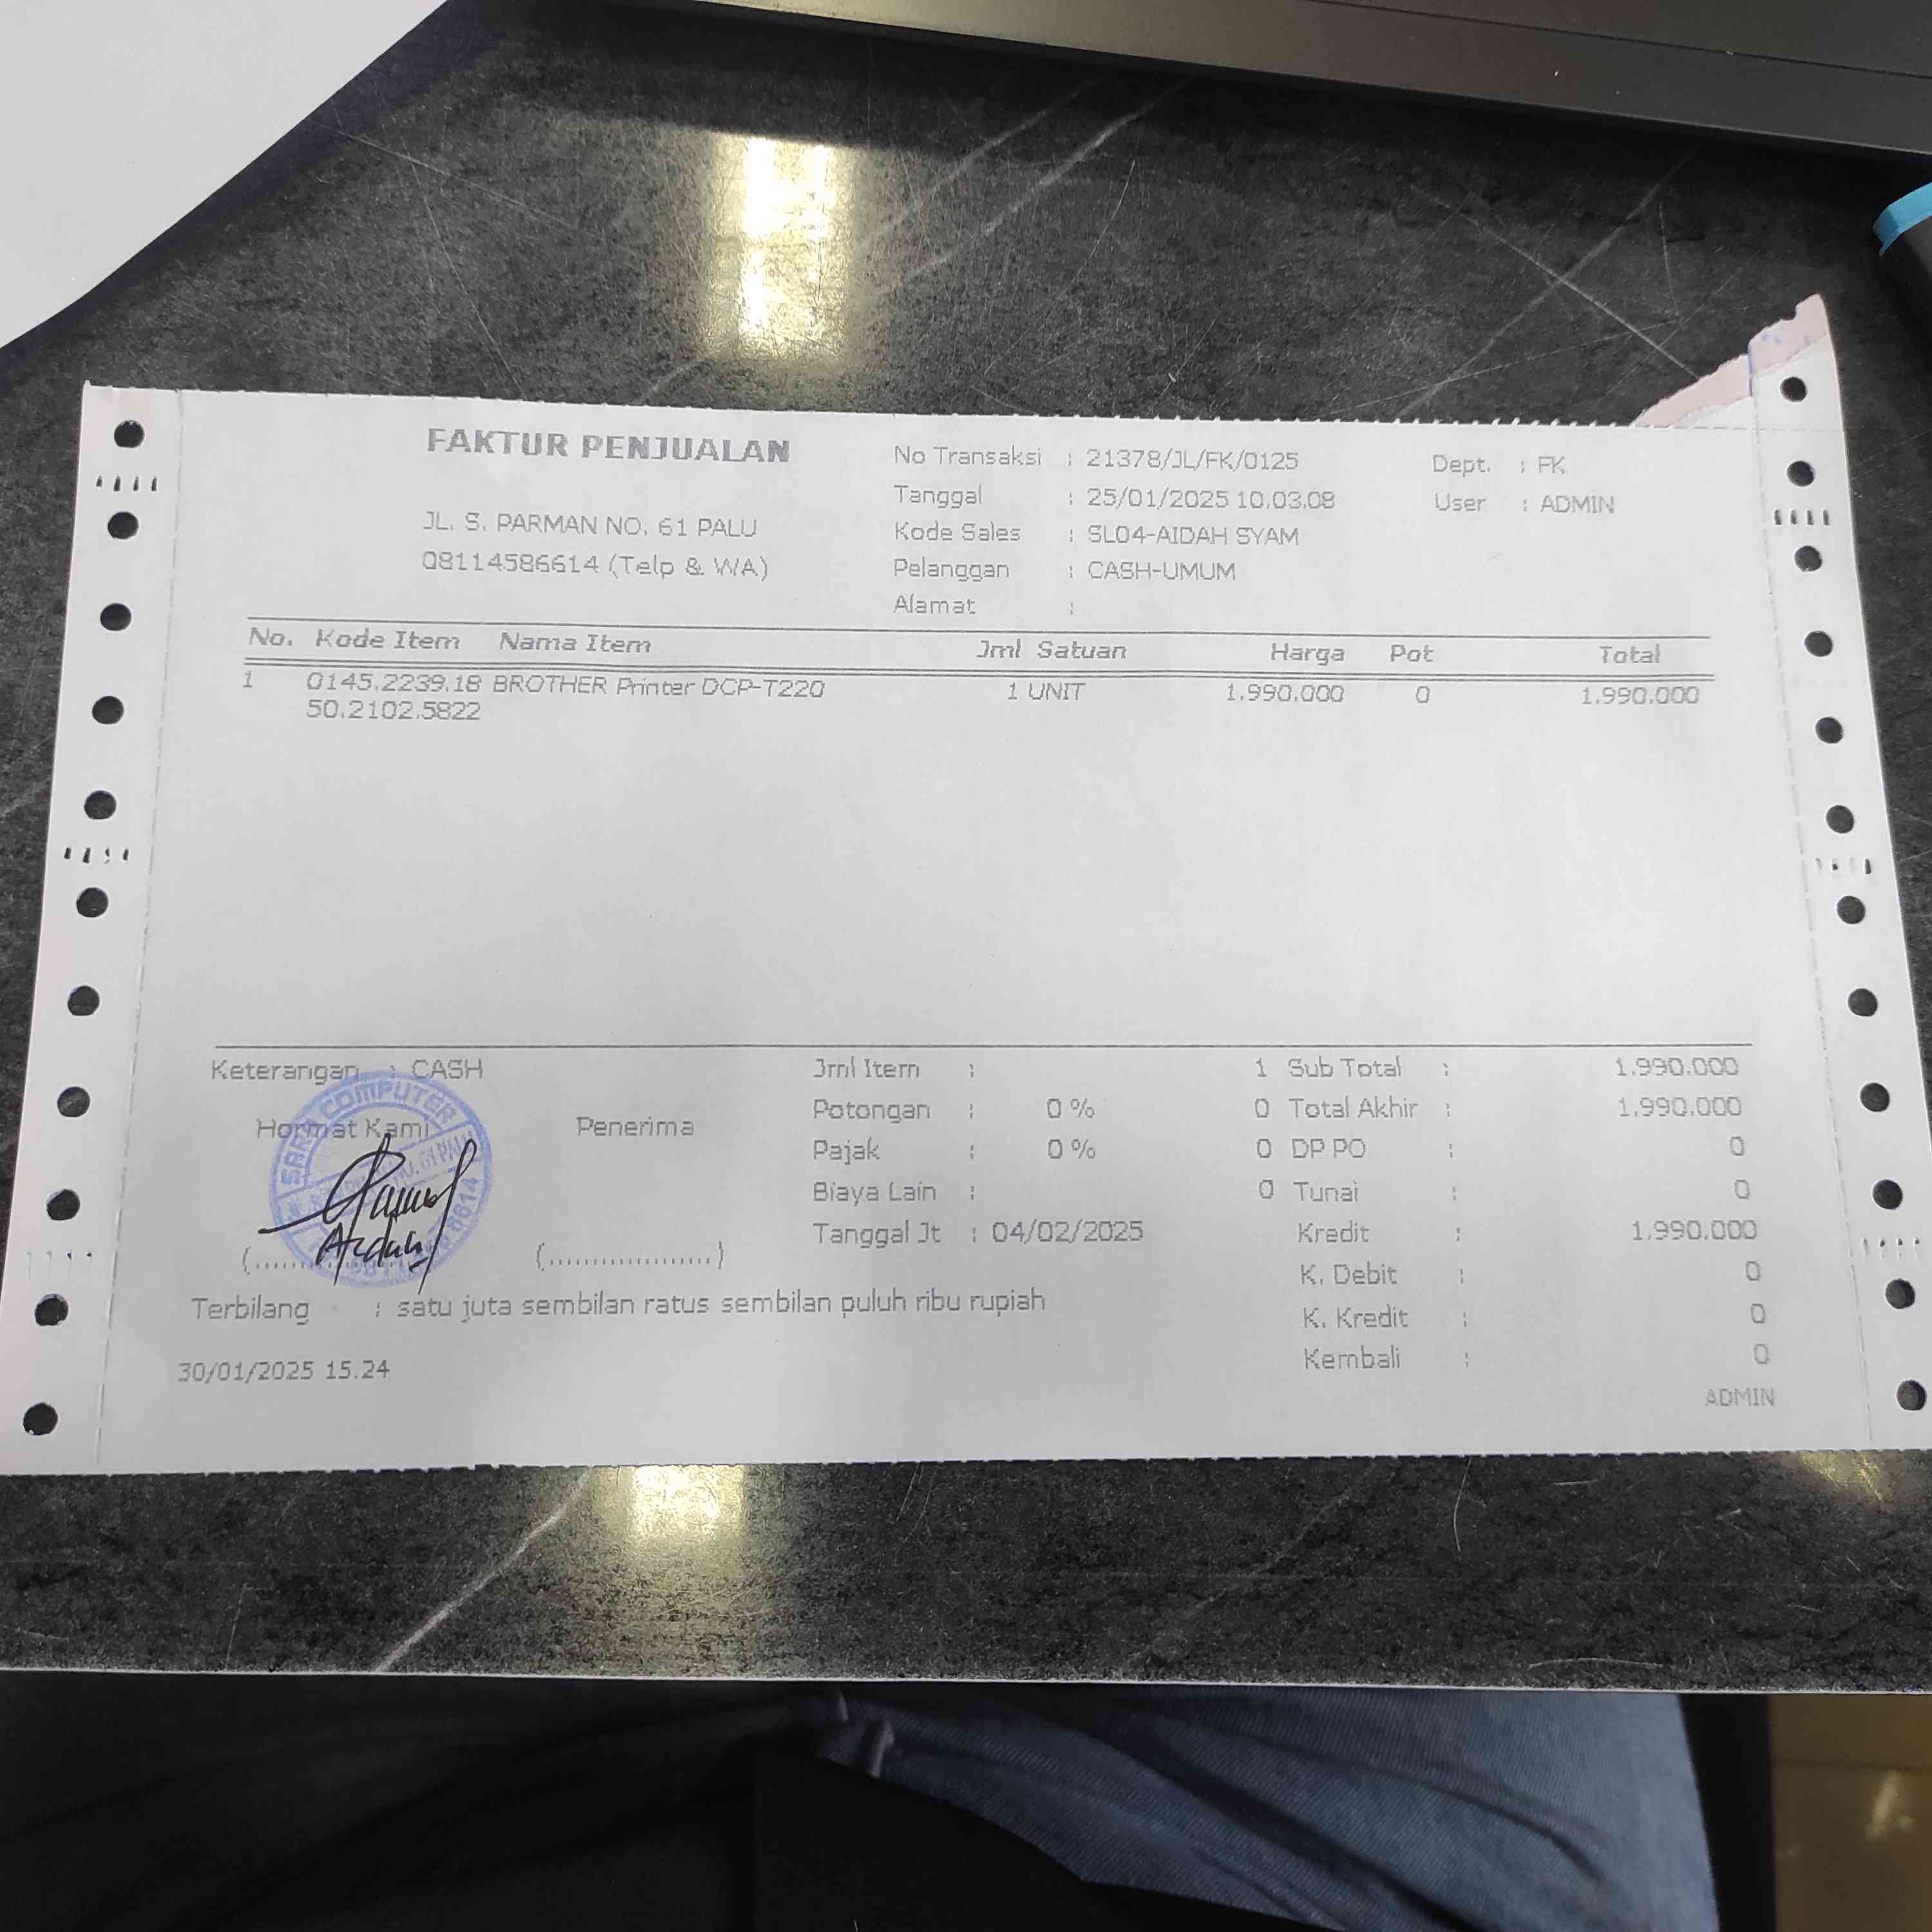 FAKTUR PENJUALAN
JL. S. PARMAN NO. 61 PALU
08114586614 (Telp & WA)
No Transaksi : 21378/JL/FK/0125
Tanggal : 25/01/2025 10.03.08
Kode Sales : SL04-AIDAH SYAM
Pelanggan : CASH-UMUM
Alamat :
Dept. : FK
User : ADMIN
No. Kode Item Nama Item Jml Satuan Harga Pot Total
1 0145.2239.18 BROTHER Printer DCP-T220 1 UNIT 1.990.000 0 1.990.000
50.2102.5822
Keterangan : CASH
Hormat Kami Penerima
COMPUTER
NO. 61 PALU
(....................)
Jml Item : 1
Potongan : 0 % 0
Pajak : 0 % 0
Biaya Lain : 0
Tanggal Jt : 04/02/2025
Sub Total : 1.990.000
Total Akhir : 1.990.000
DP PO : 0
Tunai : 0
Kredit : 1.990.000
K. Debit : 0
K. Kredit : 0
Kembali : 0
Terbilang : satu juta sembilan ratus sembilan puluh ribu rupiah
30/01/2025 15.24
ADMIN